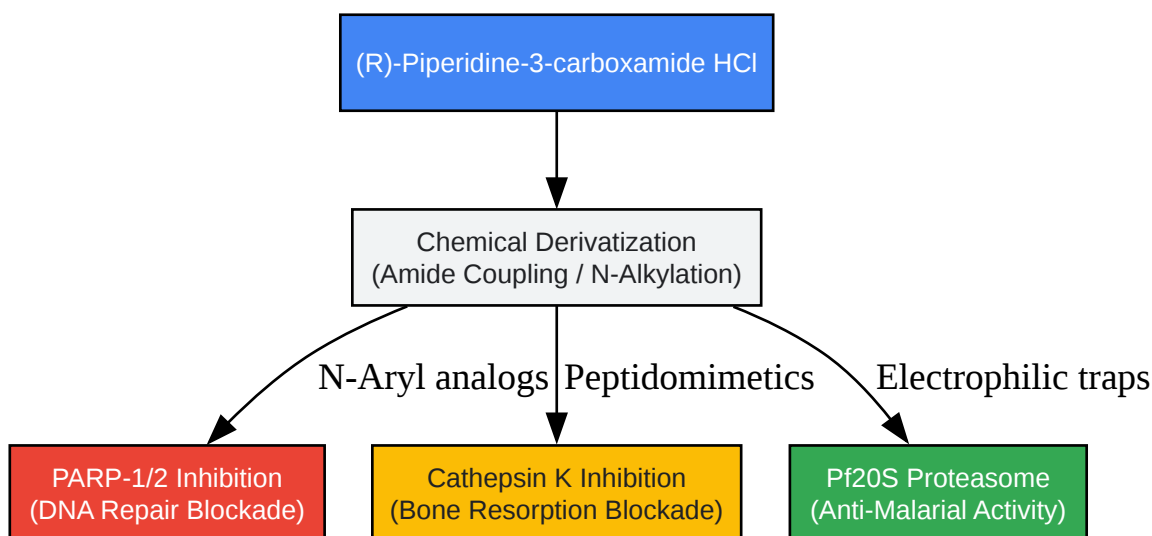 (R)-Piperidine-3-carboxamide HCl
Chemical Derivatization
(Amide Coupling / N-Alkylation)
N-Aryl analogs
Peptidomimetics
Electrophilic traps
PARP-1/2 Inhibition
(DNA Repair Blockade)
Cathepsin K Inhibition
(Bone Resorption Blockade)
Pf20S Proteasome
(Anti-Malarial Activity)